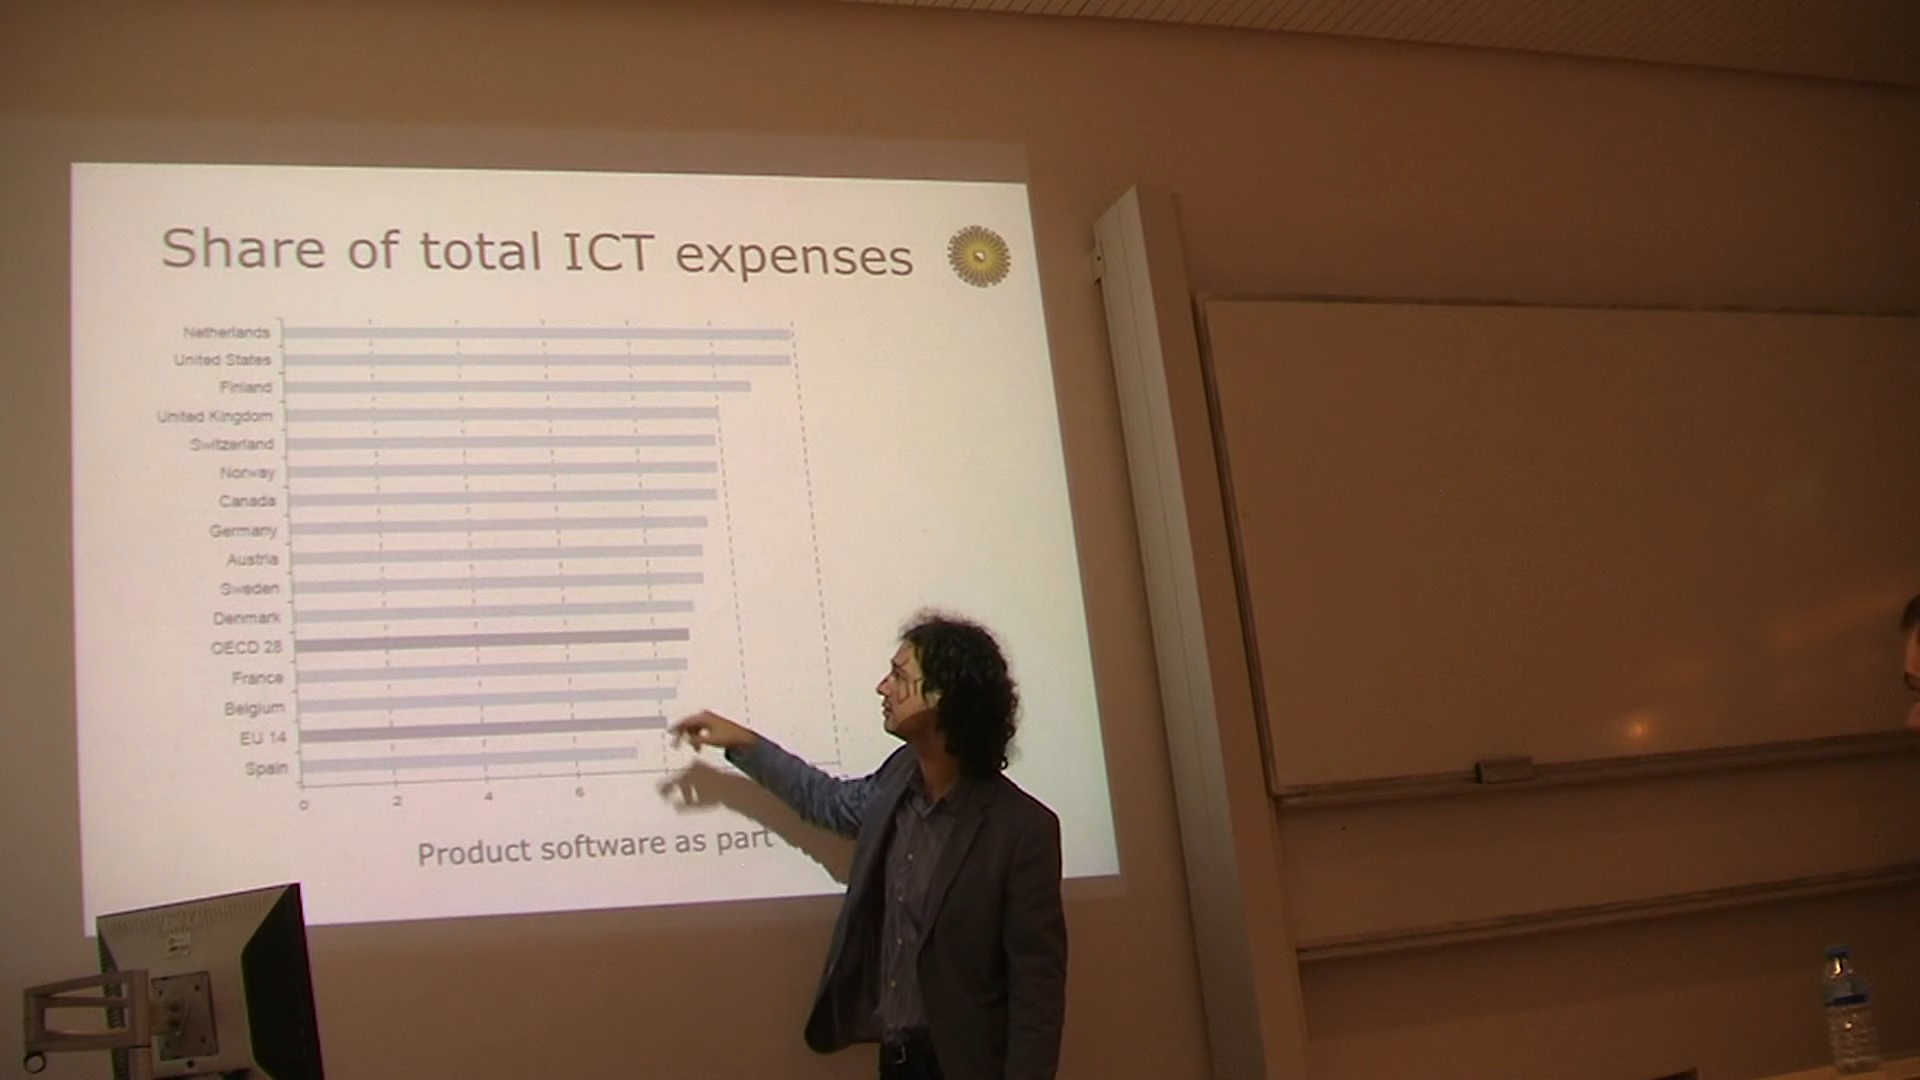 Share of total ICT expenses
Netherlands
United States
Finland
United Kingdom
Switzerland
Norway
Canada
Germany
Austria
Sweden
Denmark
OECD 28
France
Belgium
EU 14
Spain
0 2 4 6
Product software as part